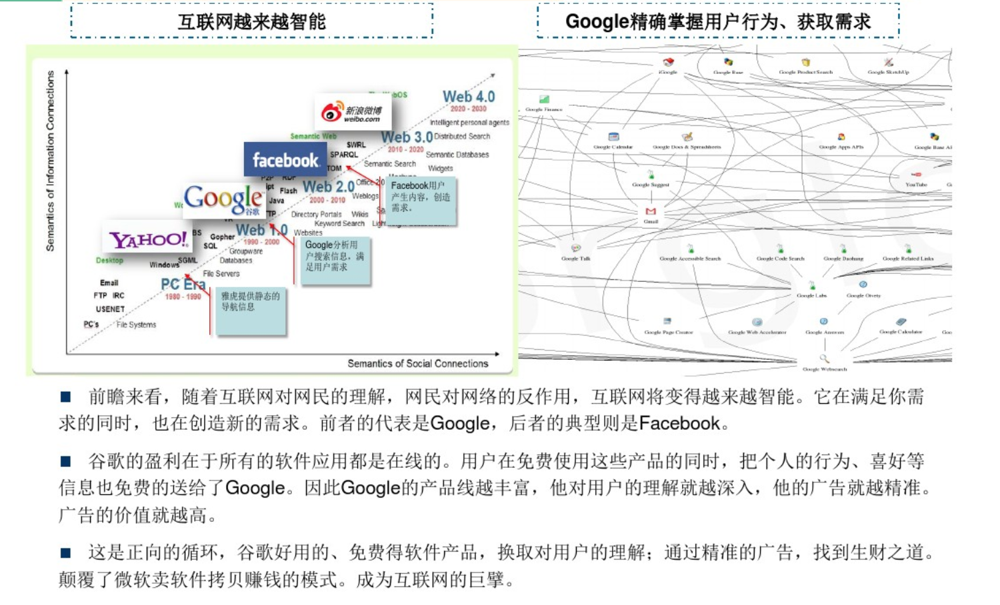 互联网越来越智能
Google精确掌握用户行为、获取需求
Semantics of Information Connections
Web 4.0
2020 - 2030
Intelligent personal agents
新浪微博
weibo.com
Semantic Web
SWRL
Web 3.0
Distributed Search
2010 - 2020
SPARQL
Semantic Databases
facebook
Semantic Search
Widgets
Facebook用户
产生内容，创造
需求。
Flash
Web 2.0
2000 - 2010
Weblogs
Java
Google
谷歌
Directory Portals
Wikis
Keyword Search
Web 1.0
1990 - 2000
Websites
YAHOO!
Gopher
SQL
Groupware
Databases
Google分析用
户搜索信息，满
足用户需求
Desktop
Windows
SGML
File Servers
Email
PC Era
1980 - 1990
FTP IRC
雅虎提供静态的
导航信息
USENET
PC's
File Systems
Semantics of Social Connections
iGoogle
Google Base
Google Product Search
Google SketchUp
Google Finance
Google Calendar
Google Docs & Spreadsheets
Google Apps APIs
Google Base AI
Google Suggest
YouTube
Gmail
Google Talk
Google Accessible Search
Google Code Search
Google Daohang
Google Related Links
Google Labs
Google Otvety
Google Page Creator
Google Web Accelerator
Google Answers
Google Calculator
Google Websearch
■ 前瞻来看，随着互联网对网民的理解，网民对网络的反作用，互联网将变得越来越智能。它在满足你需
求的同时，也在创造新的需求。前者的代表是Google，后者的典型则是Facebook。
■ 谷歌的盈利在于所有的软件应用都是在线的。用户在免费使用这些产品的同时，把个人的行为、喜好等
信息也免费的送给了Google。因此Google的产品线越丰富，他对用户的理解就越深入，他的广告就越精准。
广告的价值就越高。
■ 这是正向的循环，谷歌好用的、免费得软件产品，换取对用户的理解；通过精准的广告，找到生财之道。
颠覆了微软卖软件拷贝赚钱的模式。成为互联网的巨擘。